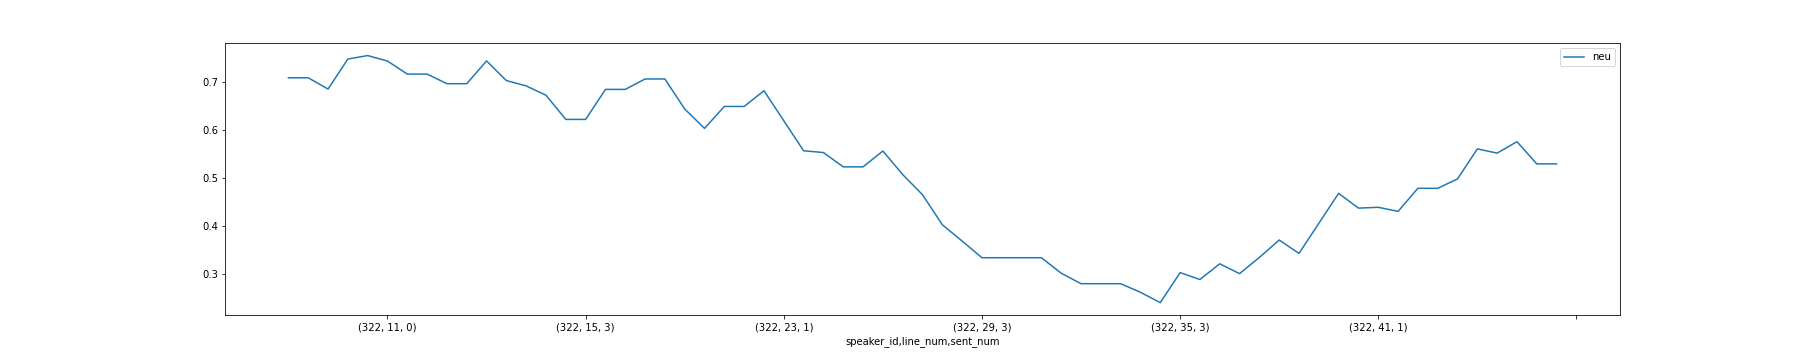 neu
0.7
0.6
0.5
0.4
0.3
(322, 11, 0) (322, 15, 3) (322, 23, 1) (322, 29, 3) (322, 35, 3) (322, 41, 1)
speaker_id,line_num,sent_num